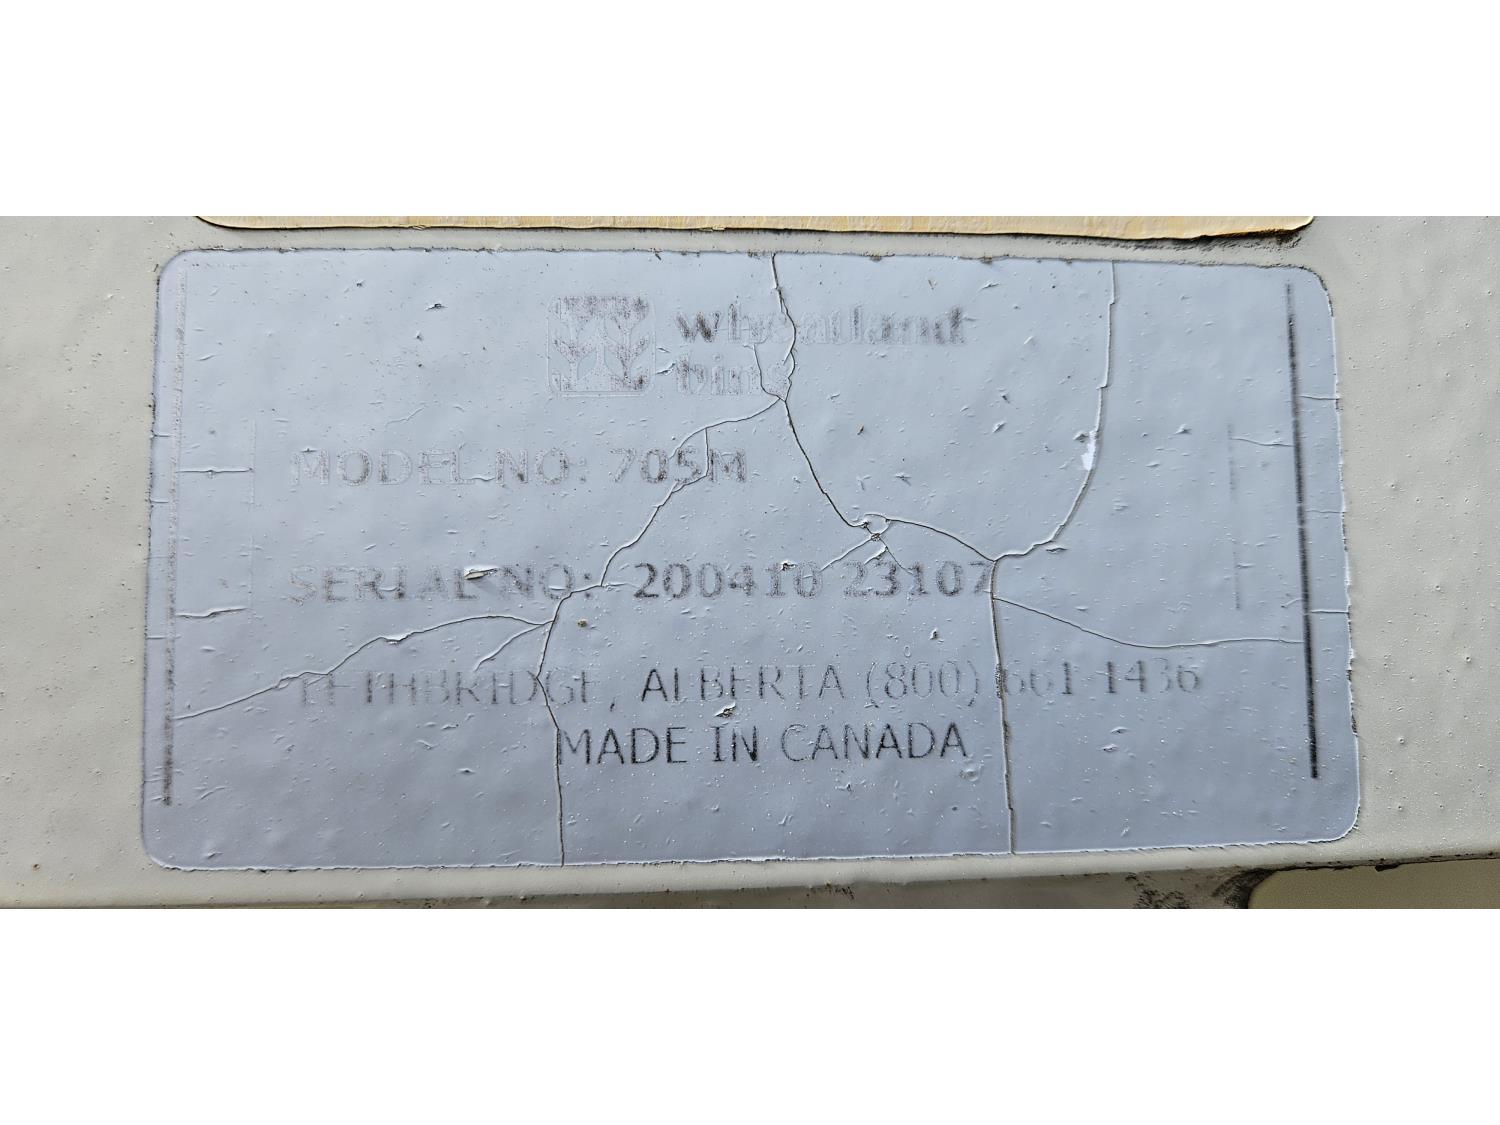 wheatland
bins
MODEL NO: 705M
SERIAL NO: 200410 23107
LETHBRIDGE, ALBERTA (800) 661-1436
MADE IN CANADA